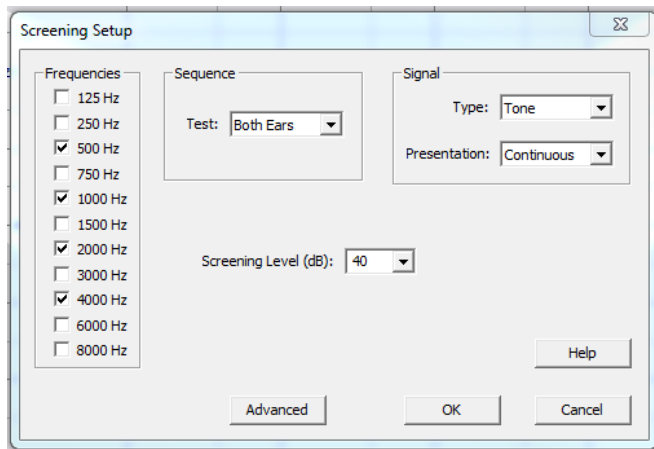 Screening Setup
Frequencies
125 Hz
250 Hz
500 Hz
750 Hz
1000 Hz
1500 Hz
2000 Hz
3000 Hz
4000 Hz
6000 Hz
8000 Hz
Sequence
Test: Both Ears
Signal
Type: Tone
Presentation: Continuous
Screening Level (dB): 40
Help
Advanced OK Cancel